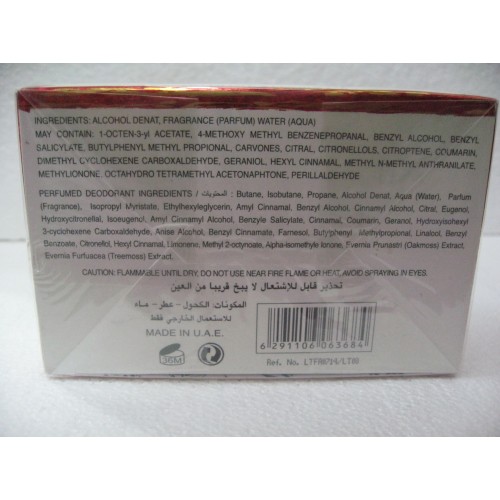 INGREDIENTS: ALCOHOL DENAT, FRAGRANCE (PARFUM) WATER (AQUA)
MAY CONTAIN: 1-OCTEN-3-yl ACETATE, 4-METHOXY METHYL BENZENEPROPANAL, BENZYL ALCOHOL, BENZYL
SALICYLATE, BUTYLPHENYL METHYL PROPIONAL, CARVONES, CITRAL, CITRONELLOLS, CITROPTENE, COUMARIN,
DIMETHYL CYCLOHEXENE CARBOXALDEHYDE, GERANIOL, HEXYL CINNAMAL, METHYL N-METHYL ANTHRANILATE,
METHYLIONONE, OCTAHYDRO TETRAMETHYL ACETONAPHTONE, PERILLALDEHYDE
PERFUMED DEODORANT INGREDIENTS / المحتويات : Butane, Isobutane, Propane, Alcohol Denat, Aqua (Water), Parfum
(Fragrance), Isopropyl Myristate, Ethylhexylglycerin, Amyl Cinnamal, Benzyl Alcohol, Cinnamyl Alcohol, Citral, Eugenol,
Hydroxycitronellal, Isoeugenol, Amyl Cinnamyl Alcohol, Benzyle Salicylate, Cinnamal, Coumarin, Geraniol, Hydroxyisohexyl
3-cyclohexene Carboxaldehyde, Anise Alcohol, Benzyl Cinnamate, Farnesol, Butylphenyl, Methylpropional, Linalool, Benzyl
Benzoate, Citronellol, Hexyl Cinnamal, Limonene, Methyl 2-octynoate, Alpha-isomethyle Ionone, Evernia Prunastri (Oakmoss) Extract,
Evernia Furfuacea (Treemoss) Extract.
CAUTION: FLAMMABLE UNTIL DRY. DO NOT USE NEAR FIRE FLAME OR HEAT, AVOID SPRAYING IN EYES.
تحذير قابل للإشتعال لا يبخ قريبا من العين
المكونات الكحول - عطر - ماء
للاستعمال الخارجي فقط
MADE IN U.A.E.
36M
6 291106 063684
Ref. No. LTFR0724/LT88